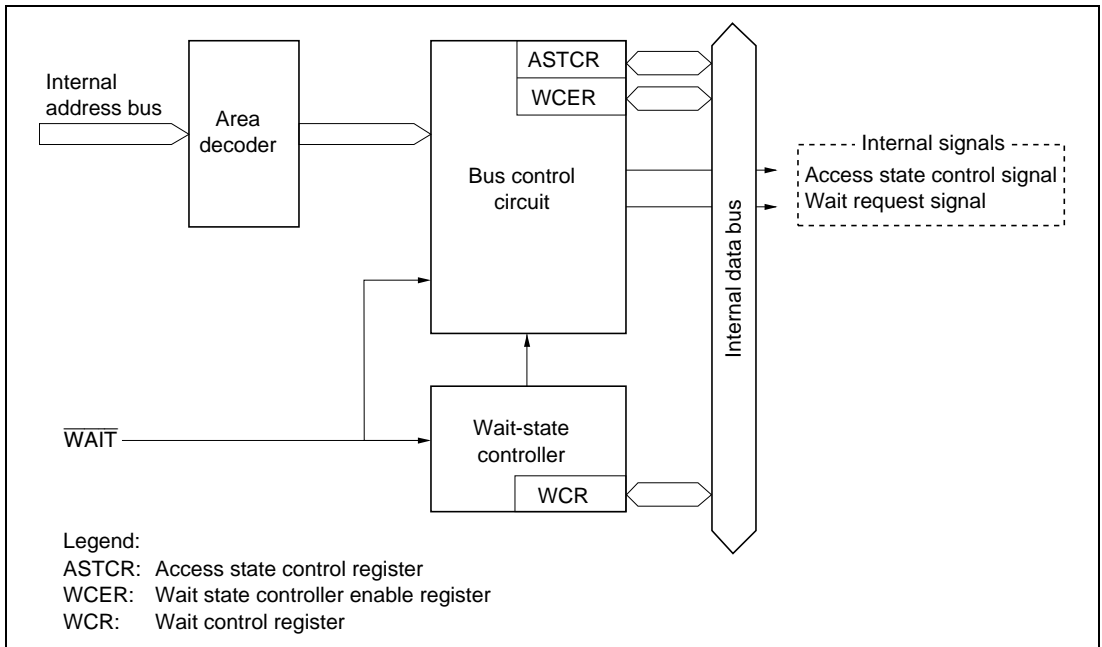 Internal
address bus
Area
decoder
ASTCR
WCER
Bus control
circuit
Internal data bus
Internal signals
Access state control signal
Wait request signal
WAIT
Wait-state
controller
WCR
Legend:
ASTCR: Access state control register
WCER: Wait state controller enable register
WCR: Wait control register